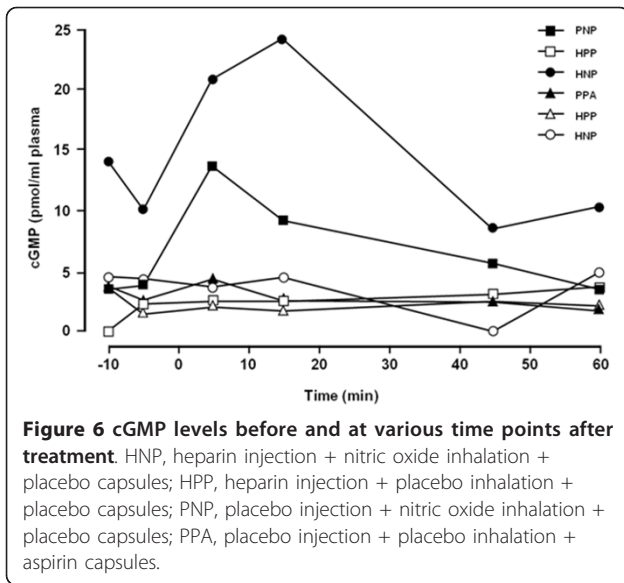 25
20
15
10
5
0
cGMP (pmol/ml plasma)
-10
0
10
20
30
40
50
60
Time (min)
PNP
HPP
HNP
PPA
HPP
HNP
Figure 6 cGMP levels before and at various time points after
treatment. HNP, heparin injection + nitric oxide inhalation +
placebo capsules; HPP, heparin injection + placebo inhalation +
placebo capsules; PNP, placebo injection + nitric oxide inhalation +
placebo capsules; PPA, placebo injection + placebo inhalation +
aspirin capsules.